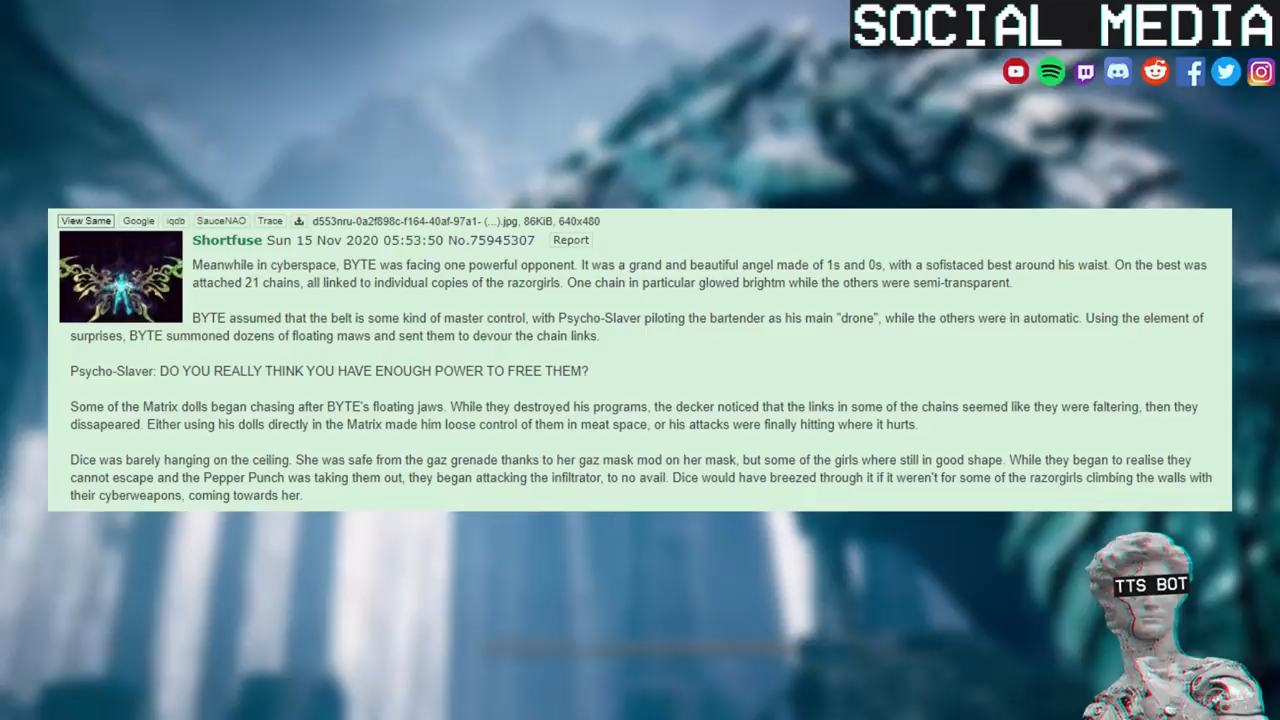 SOCIAL MEDIA
View Same Google iqdb SauceNAO Trace d553nru-0a2f898c-f164-40af-97a1- (...).jpg, 86KiB, 640x480
Shortfuse Sun 15 Nov 2020 05:53:50 No.75945307 Report
Meanwhile in cyberspace, BYTE was facing one powerful opponent. It was a grand and beautiful angel made of 1s and 0s, with a sofistaced best around his waist. On the best was
attached 21 chains, all linked to individual copies of the razorgirls. One chain in particular glowed brightm while the others were semi-transparent.
BYTE assumed that the belt is some kind of master control, with Psycho-Slaver piloting the bartender as his main "drone", while the others were in automatic. Using the element of
surprises, BYTE summoned dozens of floating maws and sent them to devour the chain links.
Psycho-Slaver: DO YOU REALLY THINK YOU HAVE ENOUGH POWER TO FREE THEM?
Some of the Matrix dolls began chasing after BYTE's floating jaws. While they destroyed his programs, the decker noticed that the links in some of the chains seemed like they were faltering, then they
dissapeared. Either using his dolls directly in the Matrix made him loose control of them in meat space, or his attacks were finally hitting where it hurts.
Dice was barely hanging on the ceiling. She was safe from the gaz grenade thanks to her gaz mask mod on her mask, but some of the girls where still in good shape. While they began to realise they
cannot escape and the Pepper Punch was taking them out, they began attacking the infiltrator, to no avail. Dice would have breezed through it if it weren't for some of the razorgirls climbing the walls with
their cyberweapons, coming towards her.
TTS BOT